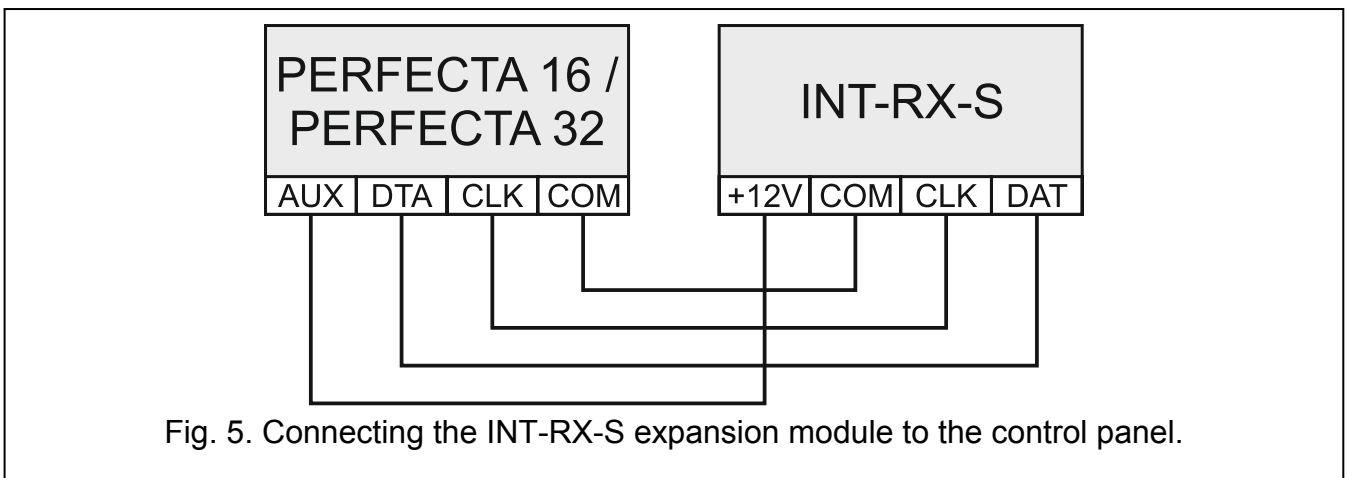 PERFECTA 16 /
PERFECTA 32
INT-RX-S
AUX DTA CLK COM
+12V COM CLK DAT
Fig. 5. Connecting the INT-RX-S expansion module to the control panel.